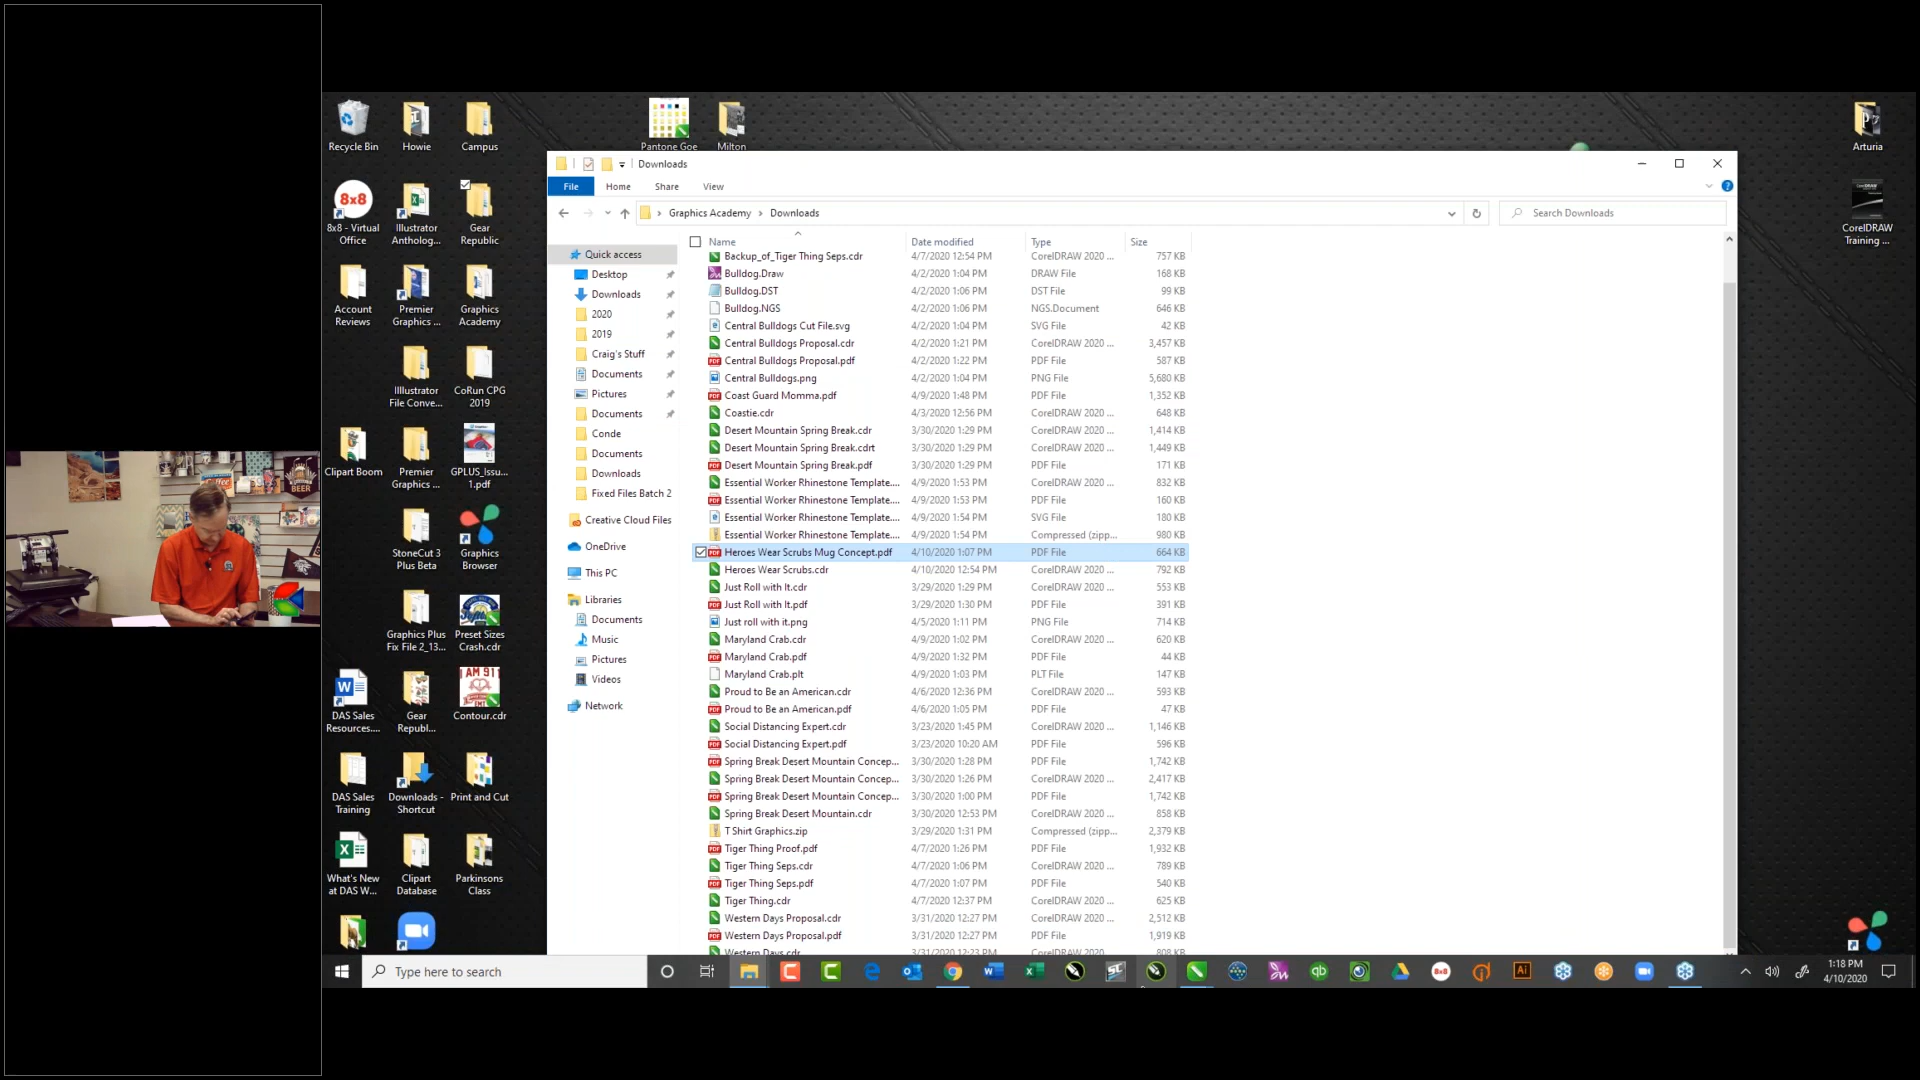 Recycle Bin
Howie
Campus
Pantone Goe
Milton
Arturia
8x8
8x8 - Virtual
Office
Illustrator
Antholog...
Gear
Republic
CorelDRAW
Training ...
Account
Reviews
Premier
Graphics ...
Graphics
Academy
Illlustrator
File Conve...
CoRun CPG
2019
Clipart Boom
Premier
Graphics ...
GPLUS_Issu...
1.pdf
StoneCut 3
Plus Beta
Graphics
Browser
Graphics Plus
Fix File 2_13...
Preset Sizes
Crash.cdr
DAS Sales
Resources....
Gear
Republ...
I AM 911
Contour.cdr
DAS Sales
Training
Downloads -
Shortcut
Print and Cut
What's New
at DAS W...
Clipart
Database
Parkinsons
Class
BEER
Downloads
File
Home
Share
View
Graphics Academy > Downloads
Search Downloads
Quick access
Desktop
Downloads
2020
2019
Craig's Stuff
Documents
Pictures
Documents
Conde
Documents
Downloads
Fixed Files Batch 2
Creative Cloud Files
OneDrive
This PC
Libraries
Documents
Music
Pictures
Videos
Network
Name Date modified Type Size
Backup_of_Tiger Thing Seps.cdr 4/7/2020 12:54 PM CorelDRAW 2020 ... 757 KB
Bulldog.Draw 4/2/2020 1:04 PM DRAW File 168 KB
Bulldog.DST 4/2/2020 1:06 PM DST File 99 KB
Bulldog.NGS 4/2/2020 1:06 PM NGS.Document 646 KB
Central Bulldogs Cut File.svg 4/2/2020 1:04 PM SVG File 42 KB
Central Bulldogs Proposal.cdr 4/2/2020 1:21 PM CorelDRAW 2020 ... 3,457 KB
Central Bulldogs Proposal.pdf 4/2/2020 1:22 PM PDF File 587 KB
Central Bulldogs.png 4/2/2020 1:04 PM PNG File 5,680 KB
Coast Guard Momma.pdf 4/9/2020 1:48 PM PDF File 1,352 KB
Coastie.cdr 4/3/2020 12:56 PM CorelDRAW 2020 ... 648 KB
Desert Mountain Spring Break.cdr 3/30/2020 1:29 PM CorelDRAW 2020 ... 1,414 KB
Desert Mountain Spring Break.cdrt 3/30/2020 1:29 PM CorelDRAW 2020 ... 1,449 KB
Desert Mountain Spring Break.pdf 3/30/2020 1:29 PM PDF File 171 KB
Essential Worker Rhinestone Template.... 4/9/2020 1:53 PM CorelDRAW 2020 ... 832 KB
Essential Worker Rhinestone Template.... 4/9/2020 1:53 PM PDF File 160 KB
Essential Worker Rhinestone Template.... 4/9/2020 1:54 PM SVG File 180 KB
Essential Worker Rhinestone Template.... 4/9/2020 1:54 PM Compressed (zipp... 980 KB
Heroes Wear Scrubs Mug Concept.pdf 4/10/2020 1:07 PM PDF File 664 KB
Heroes Wear Scrubs.cdr 4/10/2020 12:54 PM CorelDRAW 2020 ... 792 KB
Just Roll with It.cdr 3/29/2020 1:29 PM CorelDRAW 2020 ... 553 KB
Just Roll with It.pdf 3/29/2020 1:30 PM PDF File 391 KB
Just roll with it.png 4/5/2020 1:11 PM PNG File 714 KB
Maryland Crab.cdr 4/9/2020 1:02 PM CorelDRAW 2020 ... 620 KB
Maryland Crab.pdf 4/9/2020 1:32 PM PDF File 44 KB
Maryland Crab.plt 4/9/2020 1:03 PM PLT File 147 KB
Proud to Be an American.cdr 4/6/2020 12:36 PM CorelDRAW 2020 ... 593 KB
Proud to Be an American.pdf 4/6/2020 1:05 PM PDF File 47 KB
Social Distancing Expert.cdr 3/23/2020 1:45 PM CorelDRAW 2020 ... 1,146 KB
Social Distancing Expert.pdf 3/23/2020 10:20 AM PDF File 596 KB
Spring Break Desert Mountain Concep... 3/30/2020 1:28 PM PDF File 1,742 KB
Spring Break Desert Mountain Concep... 3/30/2020 1:26 PM CorelDRAW 2020 ... 2,417 KB
Spring Break Desert Mountain Concep... 3/30/2020 1:00 PM PDF File 1,742 KB
Spring Break Desert Mountain.cdr 3/30/2020 12:53 PM CorelDRAW 2020 ... 858 KB
T Shirt Graphics.zip 3/29/2020 1:31 PM Compressed (zipp... 2,379 KB
Tiger Thing Proof.pdf 4/7/2020 1:26 PM PDF File 1,932 KB
Tiger Thing Seps.cdr 4/7/2020 1:06 PM CorelDRAW 2020 ... 789 KB
Tiger Thing Seps.pdf 4/7/2020 1:07 PM PDF File 540 KB
Tiger Thing.cdr 4/7/2020 12:37 PM CorelDRAW 2020 ... 625 KB
Western Days Proposal.cdr 3/31/2020 12:27 PM CorelDRAW 2020 ... 2,512 KB
Western Days Proposal.pdf 3/31/2020 12:27 PM PDF File 1,919 KB
Western Days.cdr 3/31/2020 12:23 PM CorelDRAW 2020 ... 808 KB
Type here to search
1:18 PM
4/10/2020